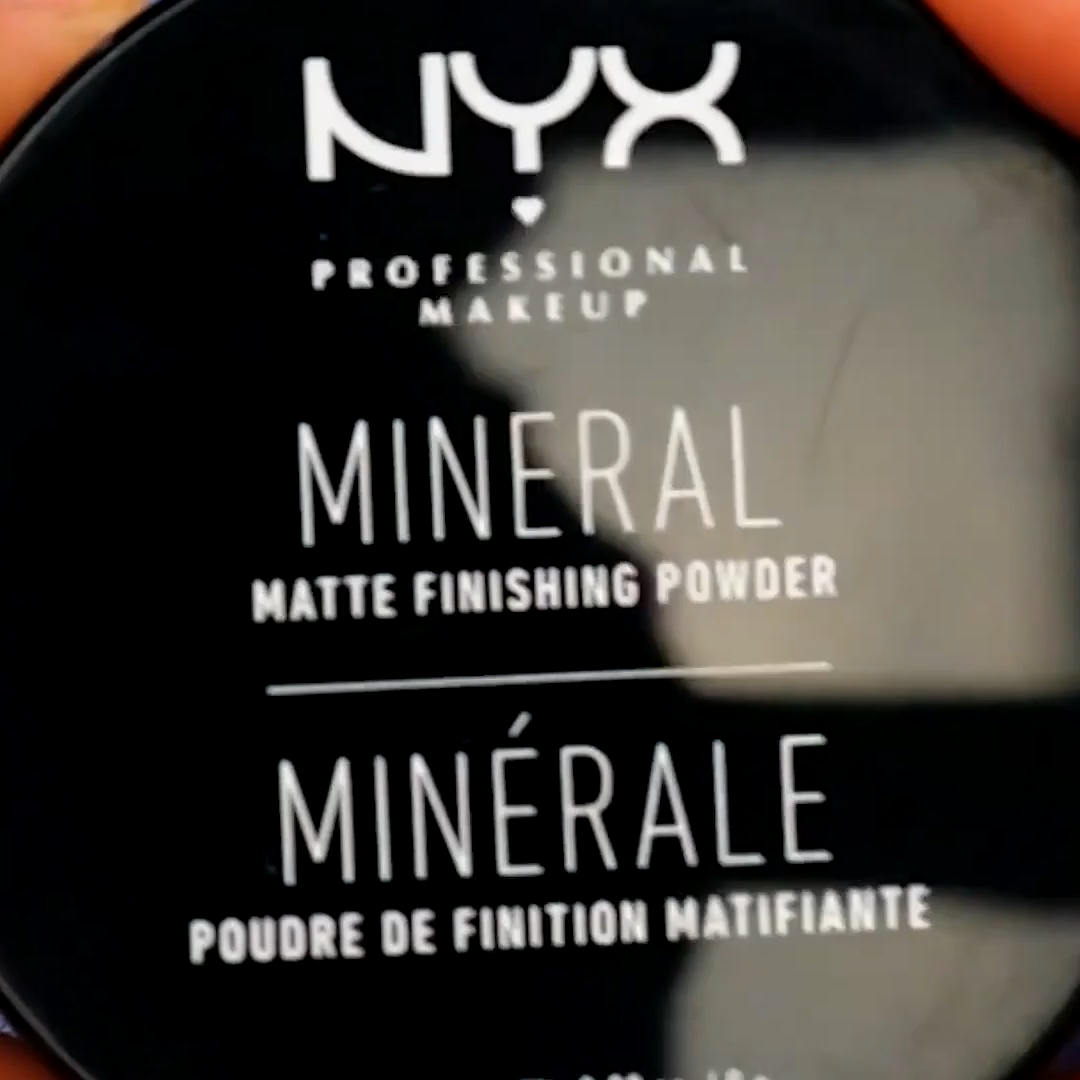 NYX
PROFESSIONAL
MAKEUP
MINERAL
MATTE FINISHING POWDER
MINÉRALE
POUDRE DE FINITION MATIFIANTE